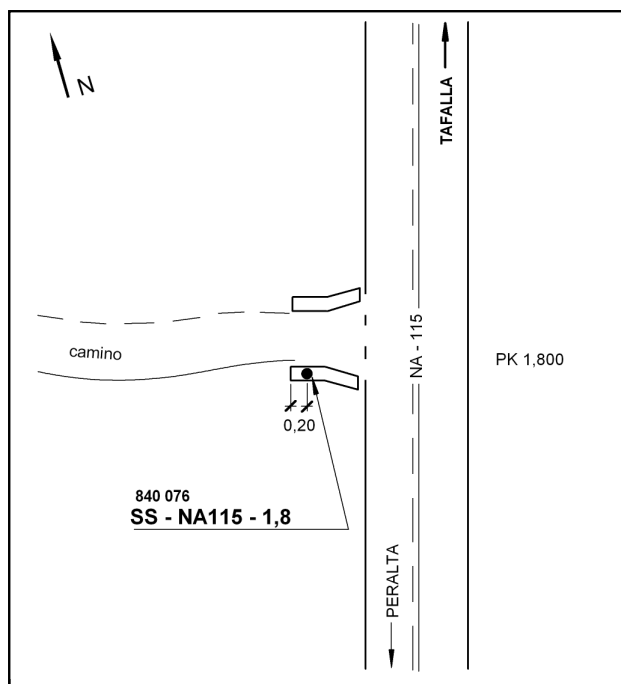 N
TAFALLA
camino
NA - 115
PK 1,800
0,20
840 076
SS - NA115 - 1,8
PERALTA